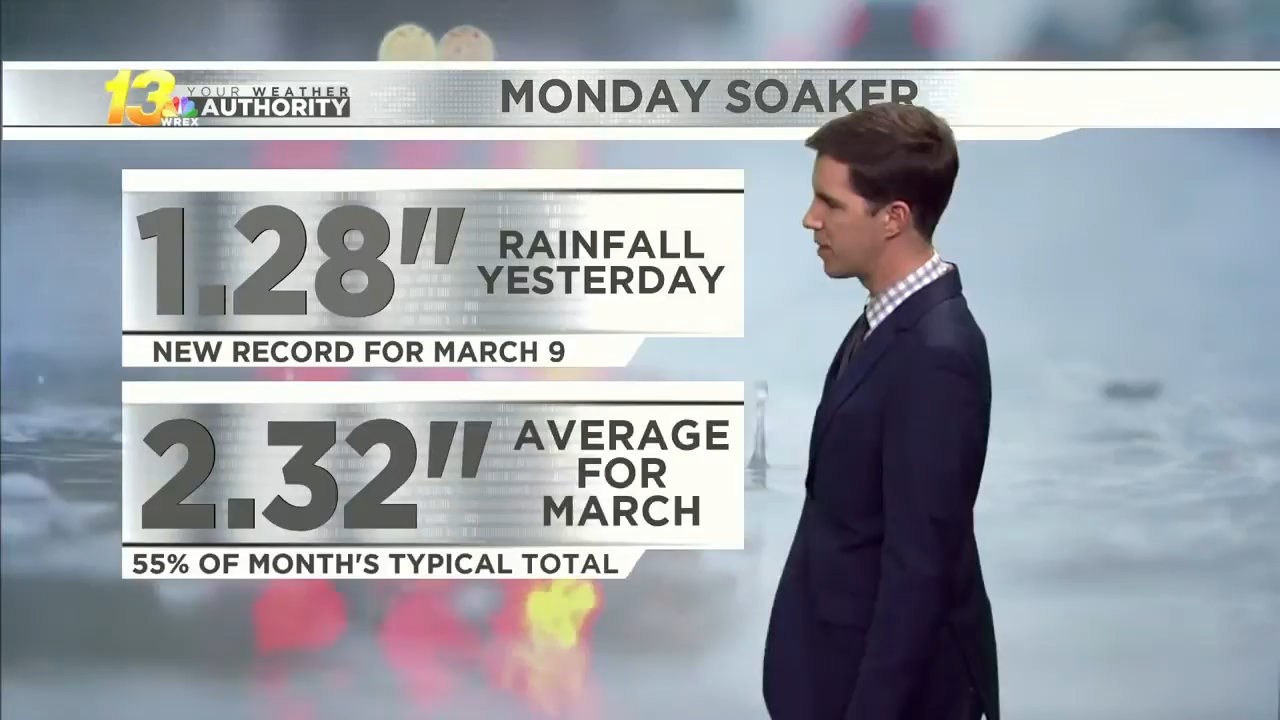 13 YOUR WEATHER
AUTHORITY
WREX
MONDAY SOAKER
1.28"
RAINFALL
YESTERDAY
NEW RECORD FOR MARCH 9
2.32"
AVERAGE
FOR
MARCH
55% OF MONTH'S TYPICAL TOTAL